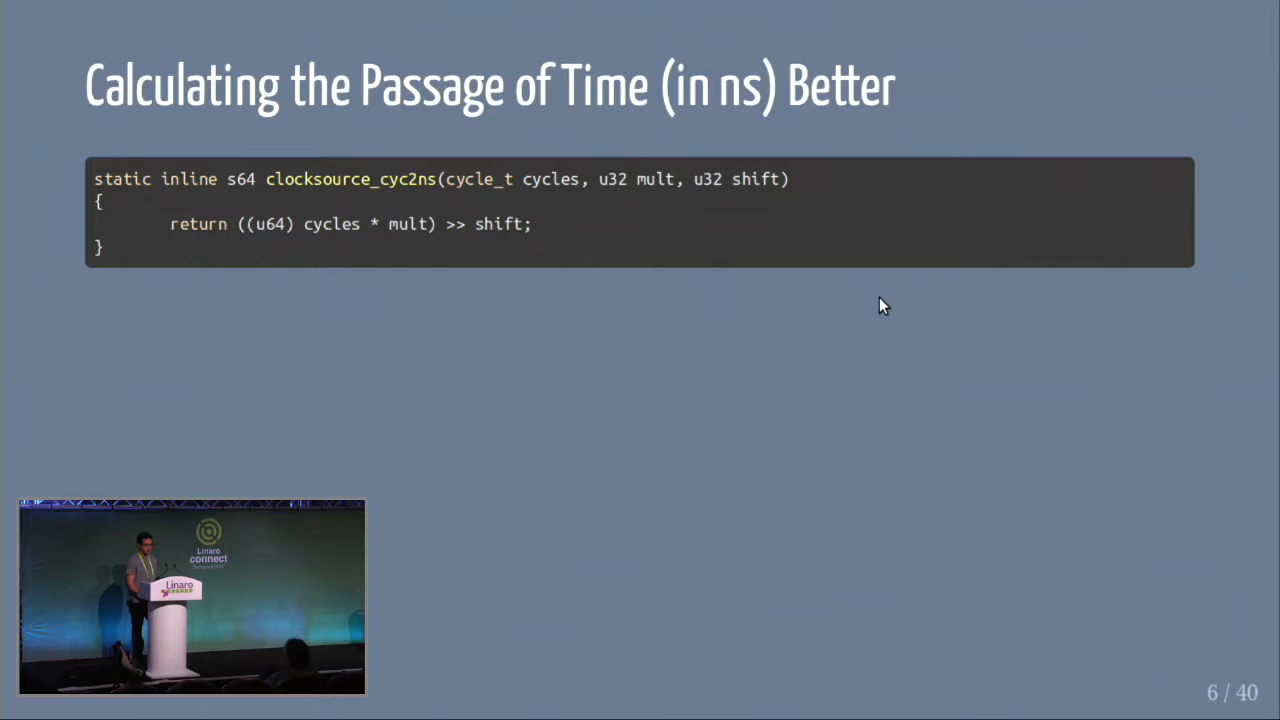 Calculating the Passage of Time (in ns) Better
static inline s64 clocksource_cyc2ns(cycle_t cycles, u32 mult, u32 shift)
{
return ((u64) cycles * mult) >> shift;
}
Linaro
connect
Linaro
6 / 40